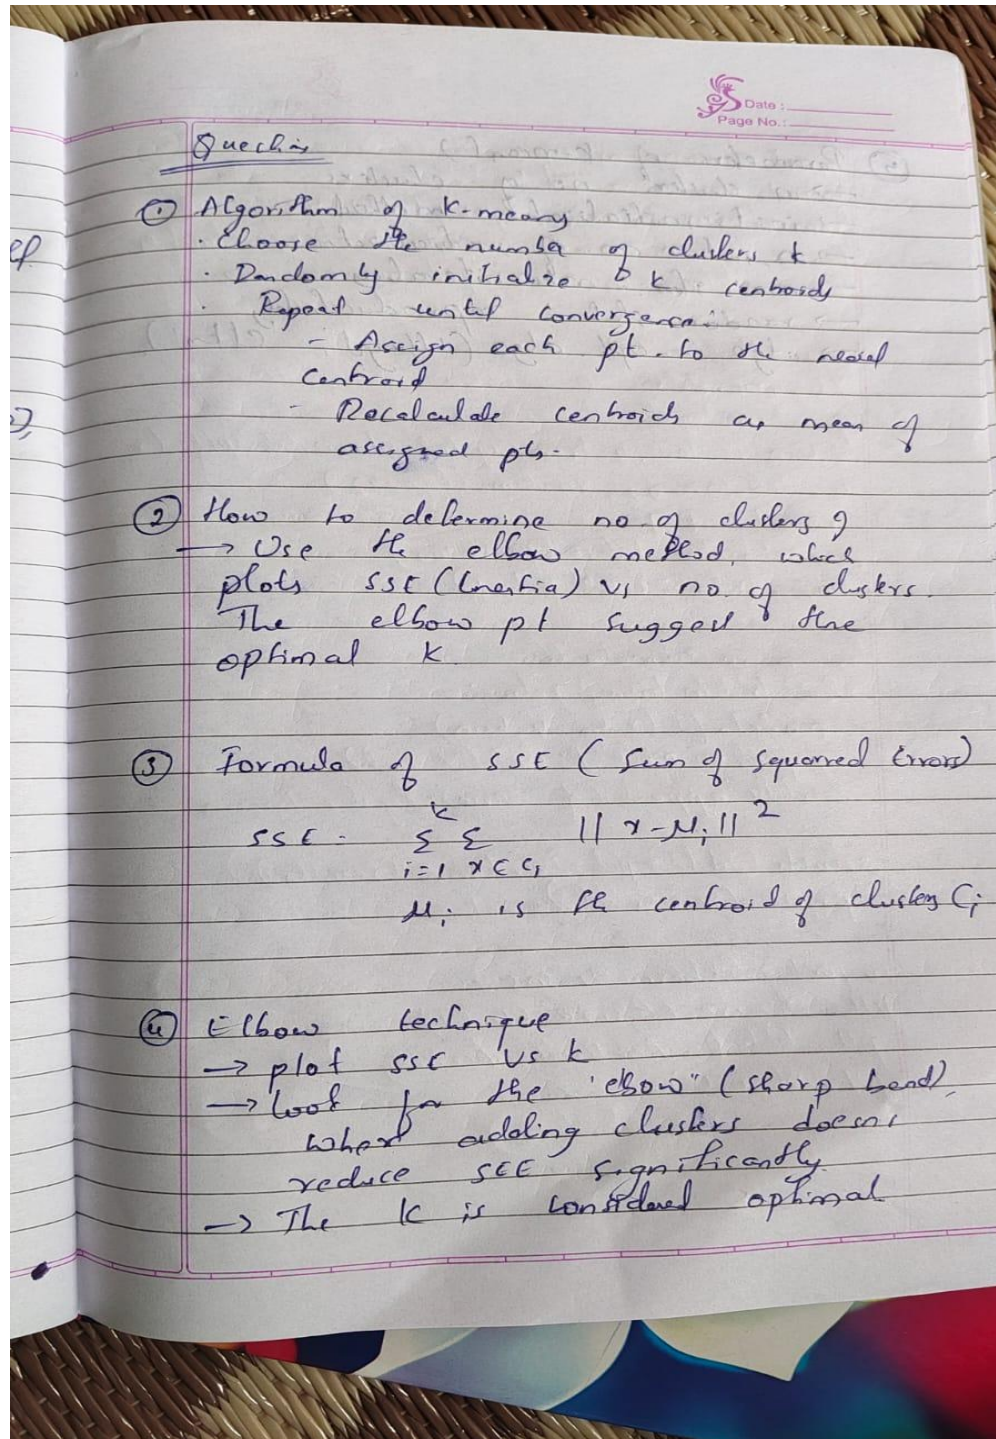 Date :
Page No.:
Questions
① Algorithm of K-means
· Choose the number of clusters k
· Randomly initialize K centroids
· Repeat until convergence:
- Assign each pt. to the nearest
centroid
- Recalculate centroids as mean of
assigned pts.
② How to determine no. of clusters?
→ Use the elbow method, which
plots SSE (Inertia) vs no. of clusters.
The elbow pt suggest the
optimal K
③ Formula of SSE (Sum of squarred Errors)
k
SSE = Σ Σ || x - μi || 2
i=1 x∈Ci
μi is the centroid of clusters Ci
④ Elbow technique
→ plot SSE vs k
→ look for the "elbow" (sharp bend),
where adding clusters doesn't
reduce SEE significantly
→ The K is considered optimal
ep